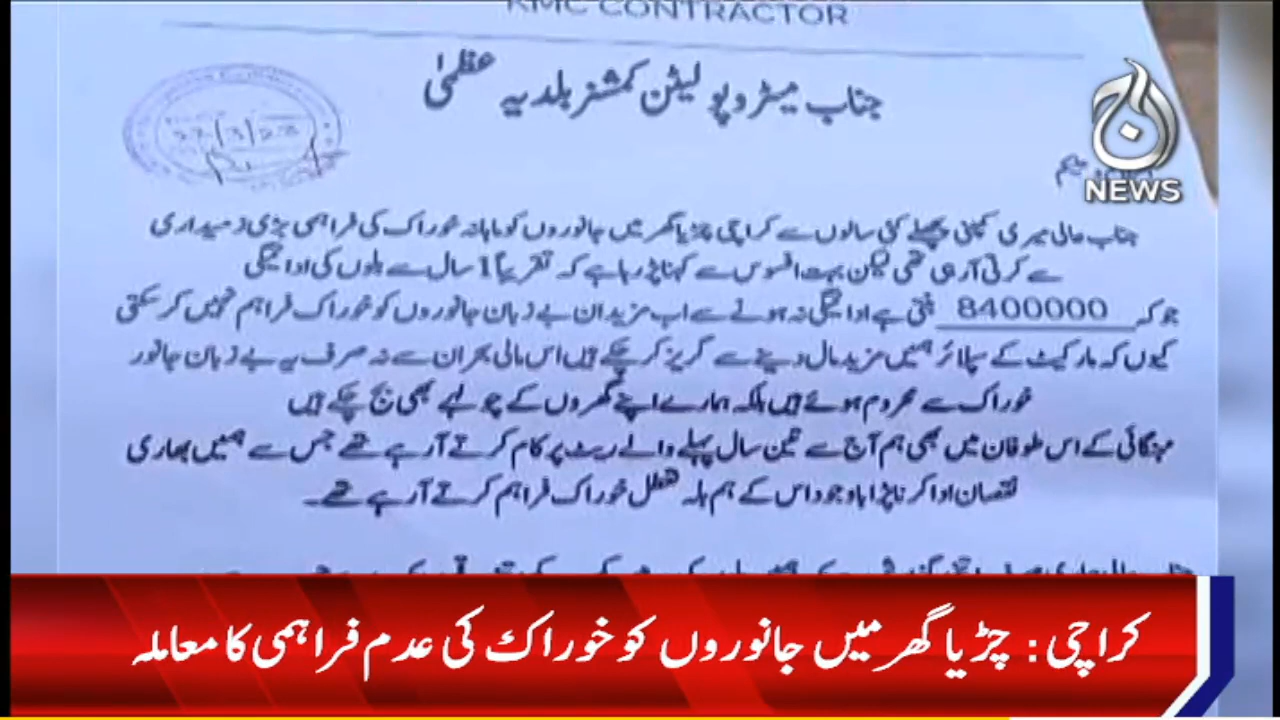 KMC CONTRACTOR
جناب میٹروپولیٹن کمشنر بلدیہ عظمیٰ
آج
NEWS
جناب عالی میری کمپنی پچھلے کئی سالوں سے کراچی چڑیا گھر میں جانوروں کو ماہانہ خوراک کی فراہمی بڑی ذمیداری
سے کرتی آرہی تھی لیکن بہت افسوس سے کہنا پڑ رہا ہے کہ تقریباً 1 سال سے بلوں کی ادائیگی
جو کہ 8400000 بنتی ہے ادائیگی نہ ہونے سے اب مزید ان بے زبان جانوروں کو خوراک فراہم نہیں کر سکتی
کیوں کہ مارکیٹ کے سپلائر ہمیں مزید مال دینے سے گریز کر چکے ہیں اس مالی بحران سے نہ صرف یہ بے زبان جانور
خوراک سے محروم ہوئے ہیں بلکہ ہمارے اپنے گھروں کے چولہے بھی بج چکے ہیں
مہنگائی کے اس طوفان میں بھی ہم آج سے تین سال پہلے والے ریٹ پر کام کرتے آرہے تھے جس سے ہمیں بھاری
نقصان ادا کرنا پڑا باوجود اس کے ہم بلہ تعطل خوراک فراہم کرتے آرہے تھے۔
کراچی: چڑیا گھر میں جانوروں کو خوراک کی عدم فراہمی کا معاملہ